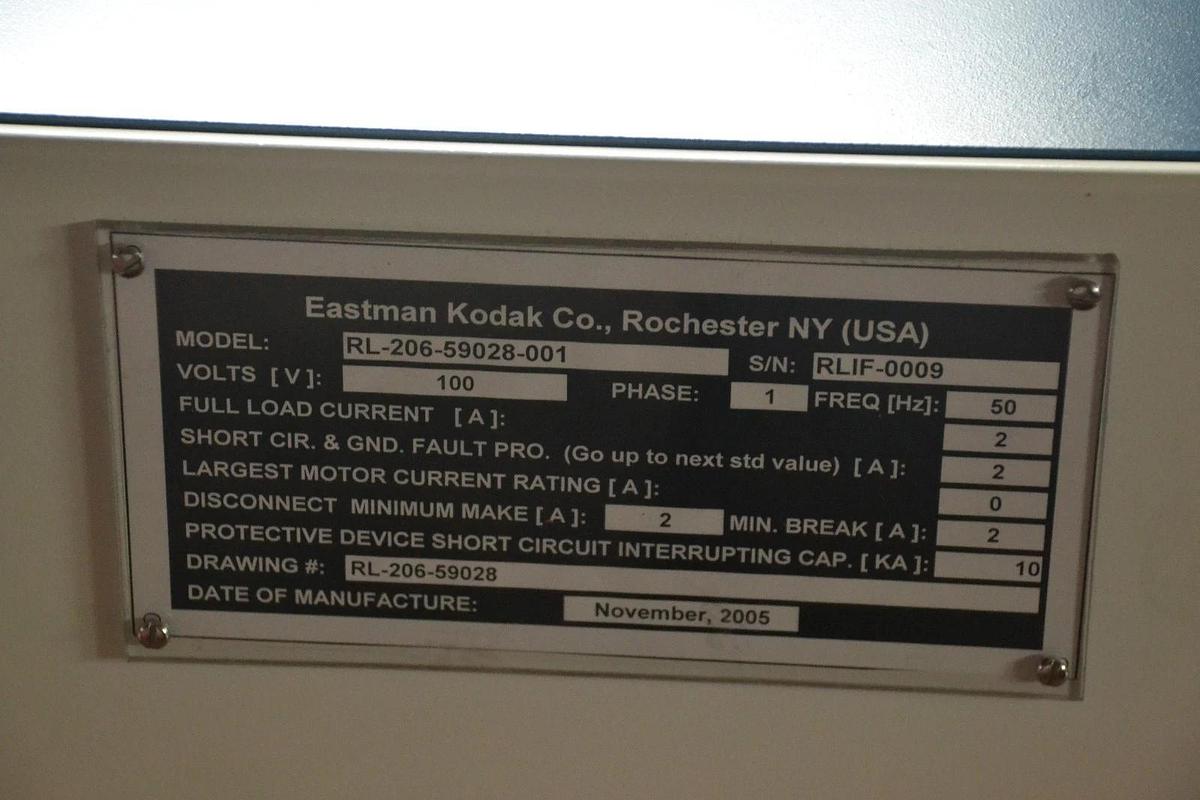 Eastman Kodak Co., Rochester NY (USA)
MODEL: RL-206-59028-001 S/N: RLIF-0009
VOLTS [ V ]: 100 PHASE: 1 FREQ [Hz]: 50
FULL LOAD CURRENT [ A ]: 2
SHORT CIR. & GND. FAULT PRO. (Go up to next std value) [ A ]: 2
LARGEST MOTOR CURRENT RATING [ A ]: 0
DISCONNECT MINIMUM MAKE [ A ]: 2 MIN. BREAK [ A ]: 2
PROTECTIVE DEVICE SHORT CIRCUIT INTERRUPTING CAP. [ KA ]: 10
DRAWING #: RL-206-59028
DATE OF MANUFACTURE: November, 2005